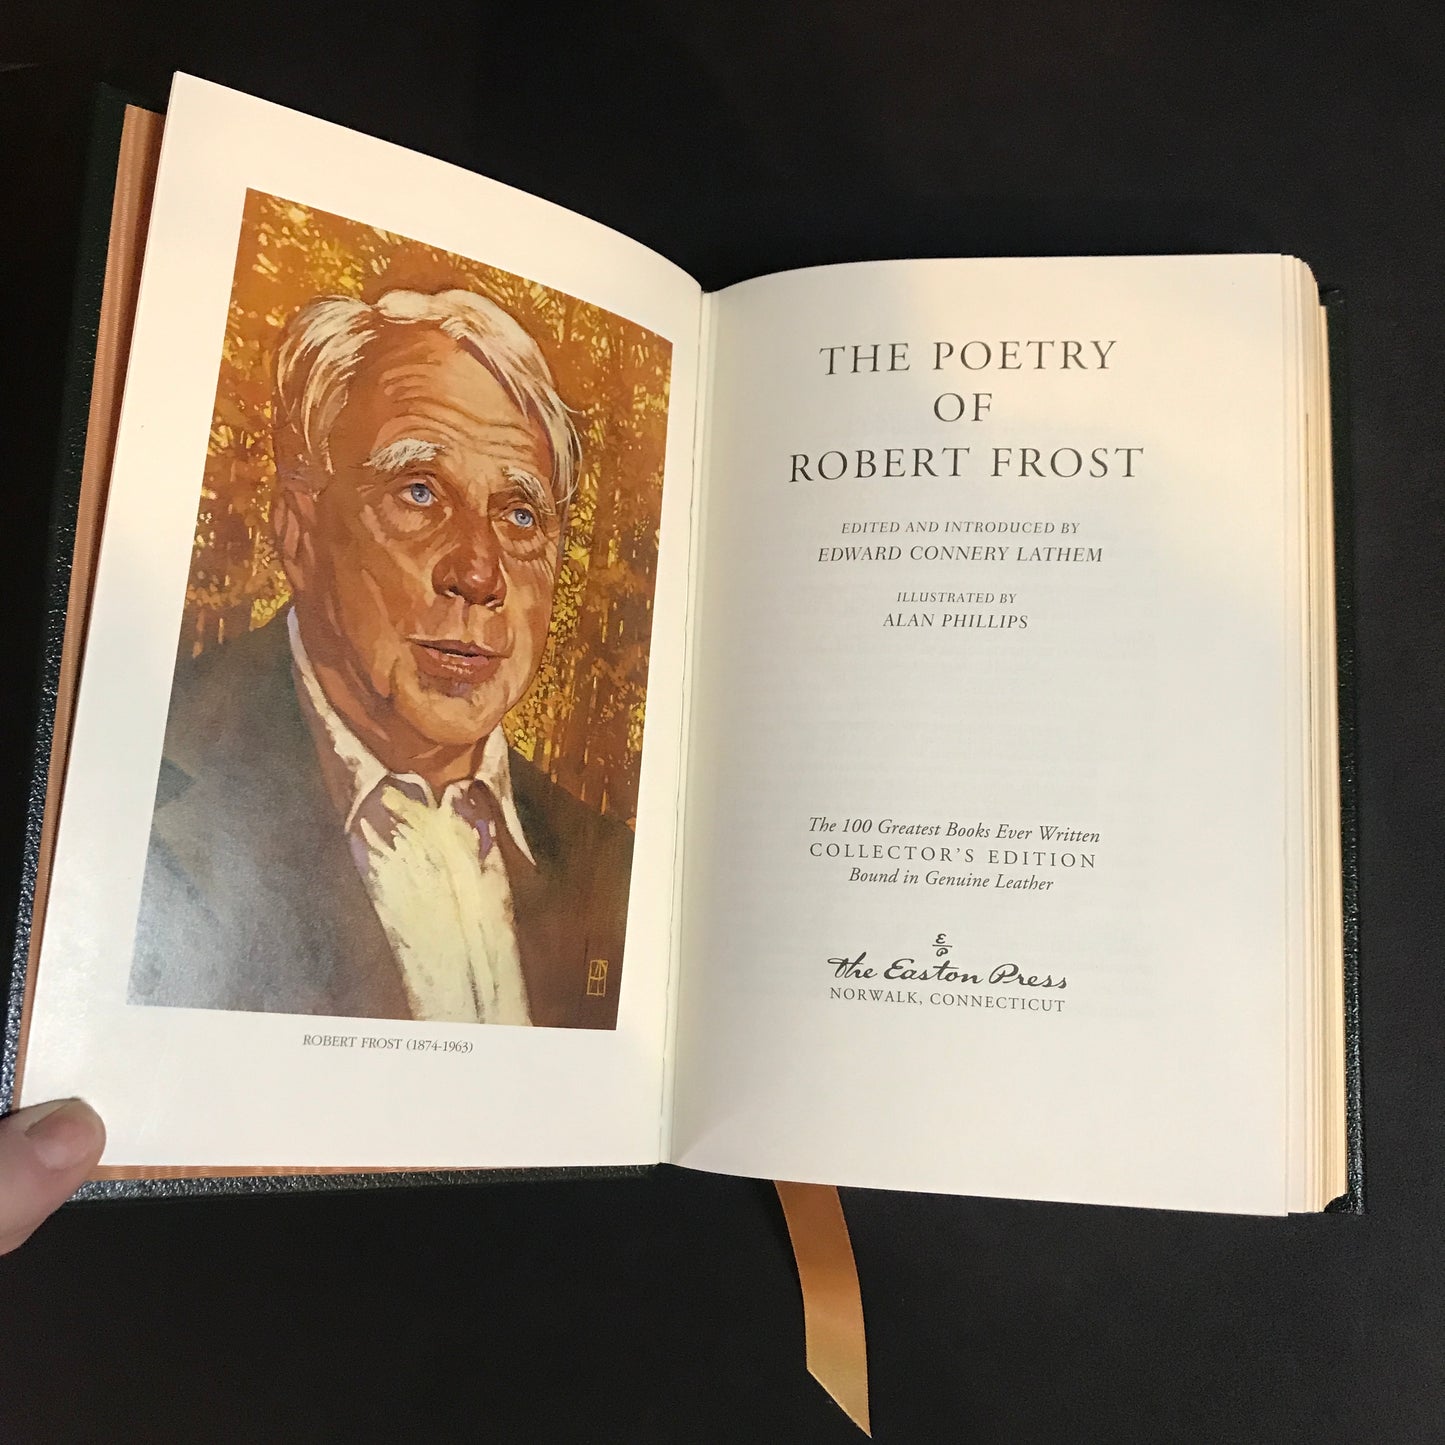 ROBERT FROST (1874-1963)
THE POETRY
OF
ROBERT FROST
EDITED AND INTRODUCED BY
EDWARD CONNERY LATHEM
ILLUSTRATED BY
ALAN PHILLIPS
The 100 Greatest Books Ever Written
COLLECTOR'S EDITION
Bound in Genuine Leather
E
P
The Easton Press
NORWALK, CONNECTICUT